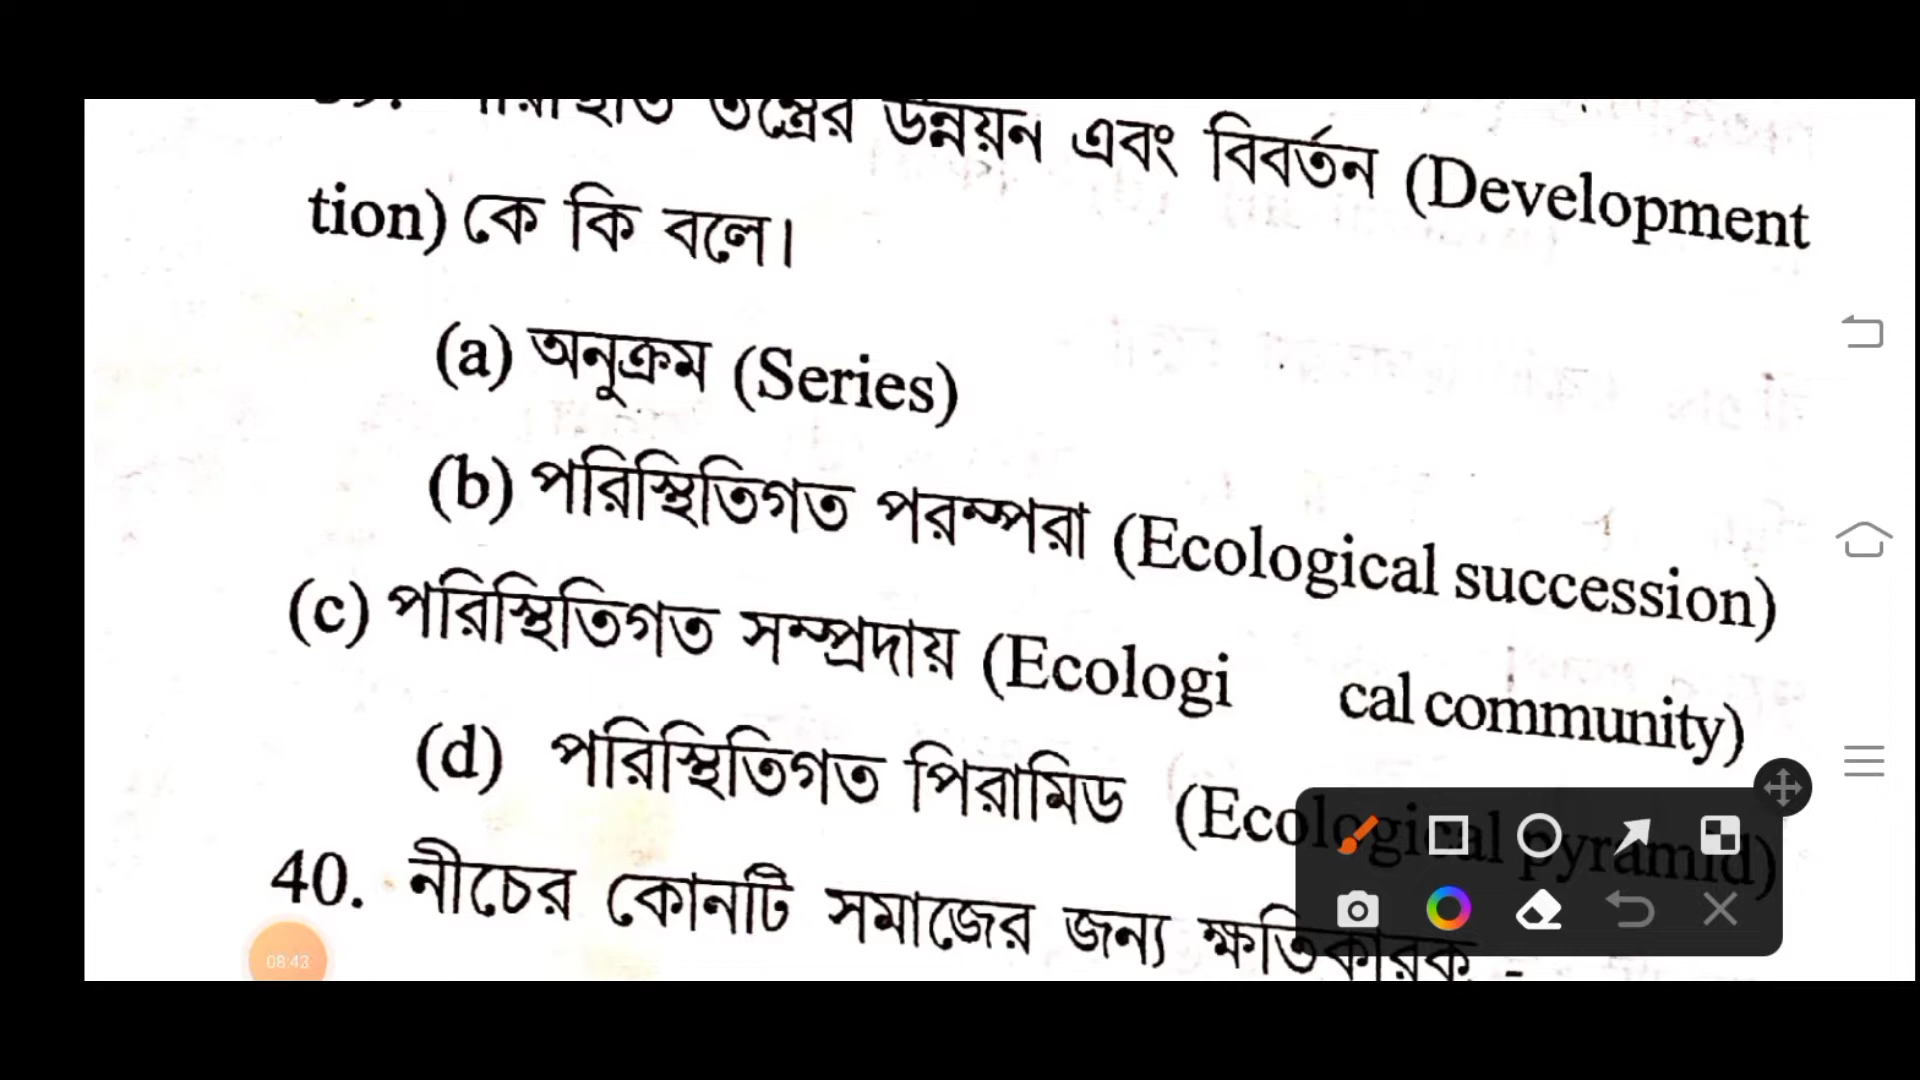 তন্ত্রের উন্নয়ন এবং বিবর্তন (Development
tion) কে কি বলে।
(a) অনুক্রম (Series)
(b) পরিস্থিতিগত পরম্পরা (Ecological succession)
(c) পরিস্থিতিগত সম্প্রদায় (Ecologi cal community)
(d) পরিস্থিতিগত পিরামিড (Ecological pyramid)
40. নীচের কোনটি সমাজের জন্য ক্ষতিকারক -
08:43